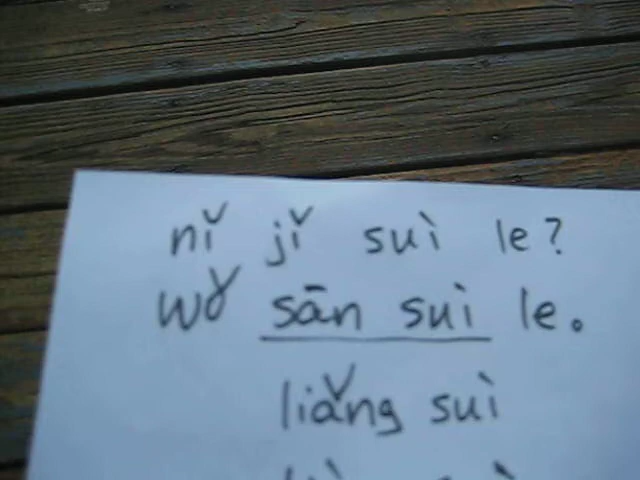 nǐ jǐ suì le?
wǒ sān suì le。
liǎng suì